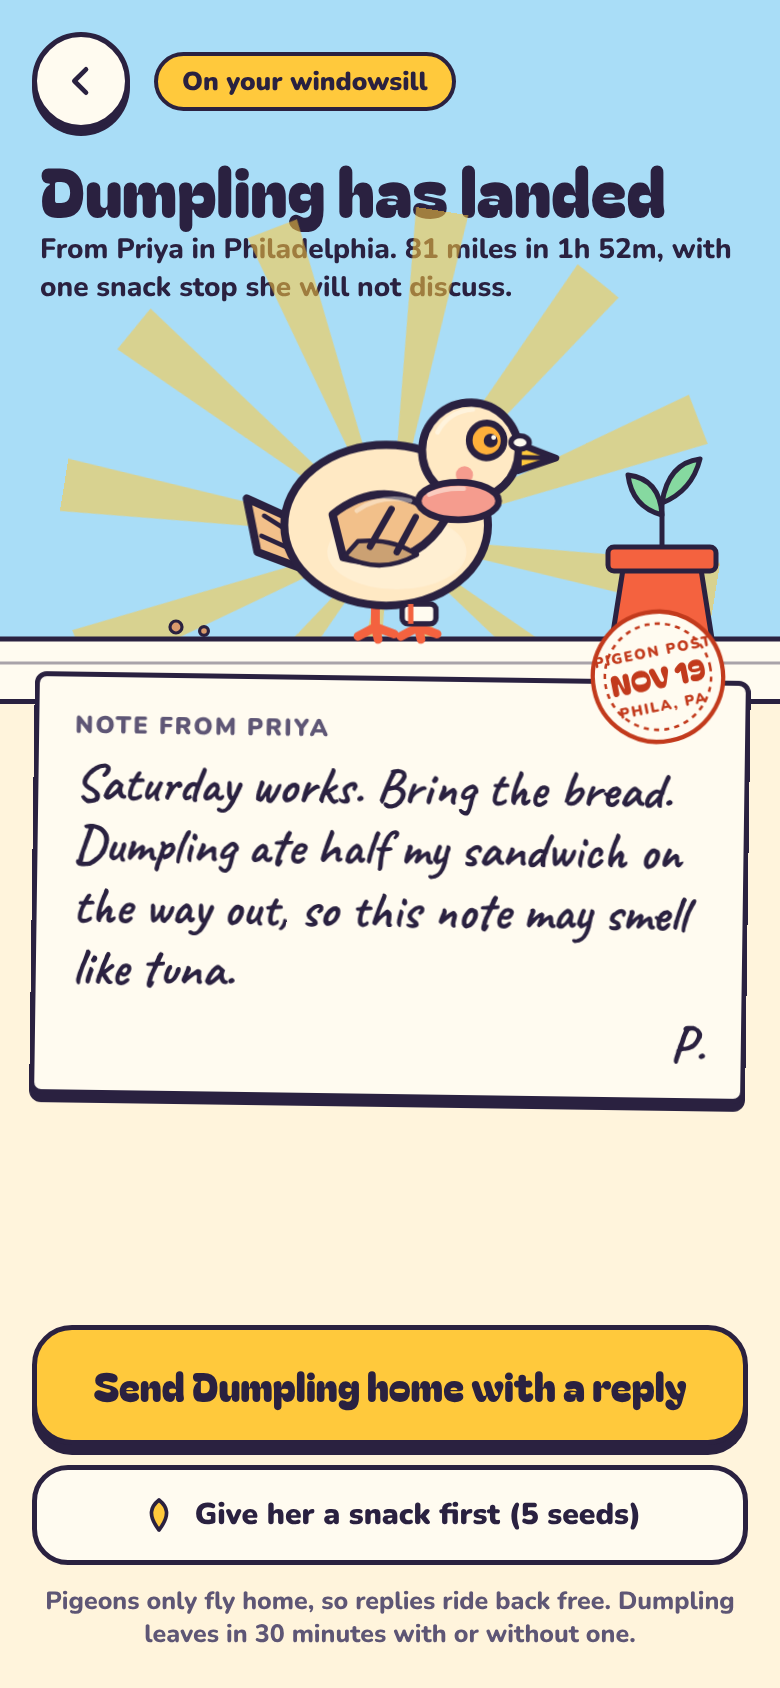 On your windowsill
Dumpling has landed
From Priya in Philadelphia. 81 miles in 1h 52m, with
one snack stop she will not discuss.
PIGEON POST
NOV 19
PHILA, PA
NOTE FROM PRIYA
Saturday works. Bring the bread.
Dumpling ate half my sandwich on
the way out, so this note may smell
like tuna.
P.
Send Dumpling home with a reply
Give her a snack first (5 seeds)
Pigeons only fly home, so replies ride back free. Dumpling
leaves in 30 minutes with or without one.